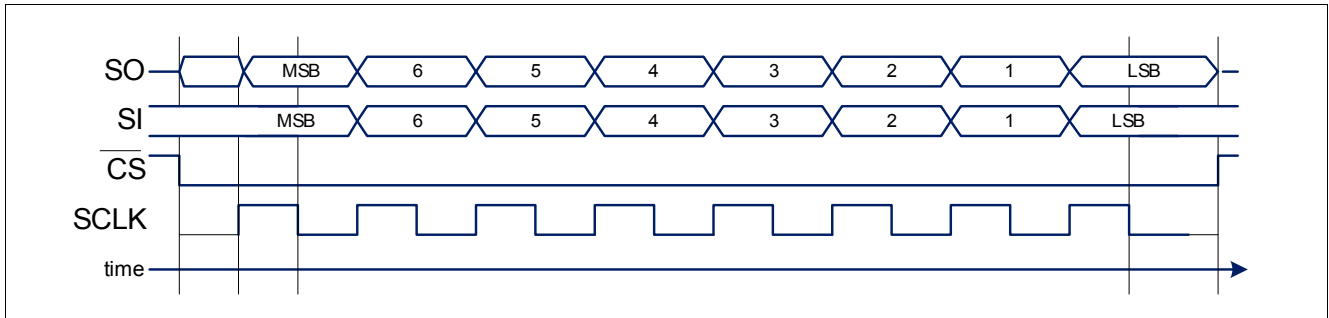 SO MSB 6 5 4 3 2 1 LSB
SI MSB 6 5 4 3 2 1 LSB
CS
SCLK
time